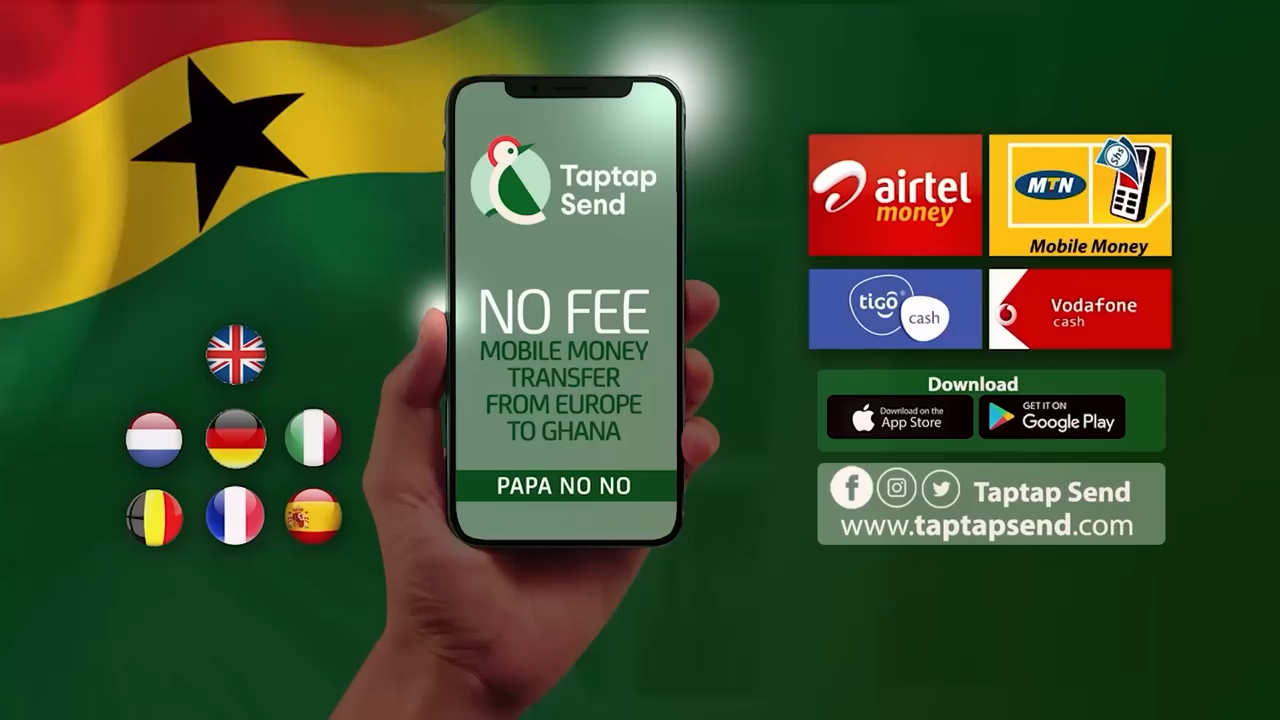 Taptap
Send
NO FEE
MOBILE MONEY
TRANSFER
FROM EUROPE
TO GHANA
PAPA NO NO
airtel
money
MTN
Shs
Mobile Money
tigo
cash
Vodafone
cash
Download
Download on the
App Store
GET IT ON
Google Play
Taptap Send
www.taptapsend.com